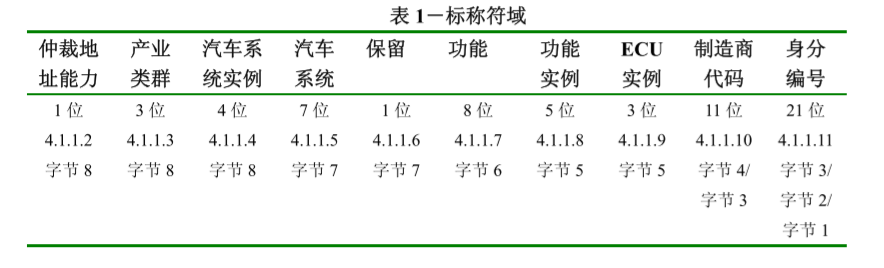 表 1－标称符域
仲裁地 产业 汽车系 汽车 保留 功能 功能 ECU 制造商 身分
址能力 类群 统实例 系统 实例 实例 代码 编号
1 位 3 位 4 位 7 位 1 位 8 位 5 位 3 位 11 位 21 位
4.1.1.2 4.1.1.3 4.1.1.4 4.1.1.5 4.1.1.6 4.1.1.7 4.1.1.8 4.1.1.9 4.1.1.10 4.1.1.11
字节 8 字节 8 字节 8 字节 7 字节 7 字节 6 字节 5 字节 5 字节 4/ 字节 3/
字节 3 字节 2/
字节 1